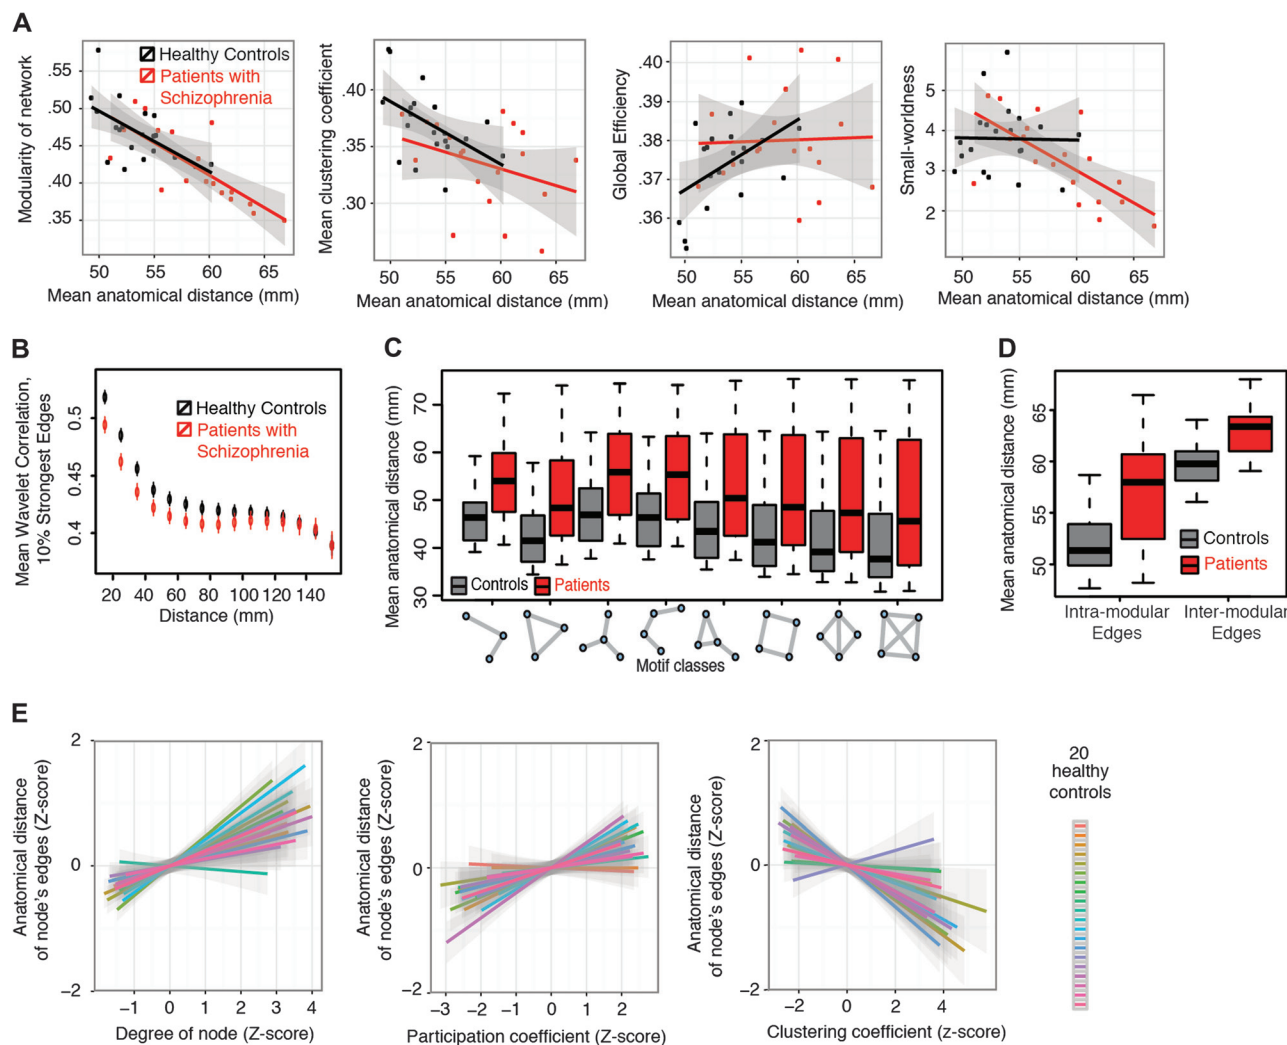 A
Modularity of network
.55
.50
.45
.40
.35
Healthy Controls
Patients with
Schizophrenia
50
55
60
65
Mean anatomical distance (mm)
Mean clustering coefficient
.40
.35
.30
50
55
60
65
Mean anatomical distance (mm)
Global Efficiency
.40
.39
.38
.37
.36
50
55
60
65
Mean anatomical distance (mm)
Small-worldness
5
4
3
2
50
55
60
65
Mean anatomical distance (mm)
B
Mean Wavelet Correlation,
10% Strongest Edges
0.5
0.45
0.4
Healthy Controls
Patients with
Schizophrenia
20
40
60
80
100
120
140
Distance (mm)
C
Mean anatomical distance (mm)
70
60
50
40
30
Controls
Patients
Motif classes
D
Mean anatomical distance (mm)
65
60
55
50
Controls
Patients
Intra-modular
Edges
Inter-modular
Edges
E
Anatomical distance
of node's edges (Z-score)
2
0
−2
−1
0
1
2
3
4
Degree of node (Z-score)
Anatomical distance
of node's edges (Z-score)
2
0
−2
−3
−2
−1
0
1
2
Participation coefficient (Z-score)
Anatomical distance
of node's edges (Z-score)
2
0
−2
−2
0
2
4
Clustering coefficient (z-score)
20
healthy
controls